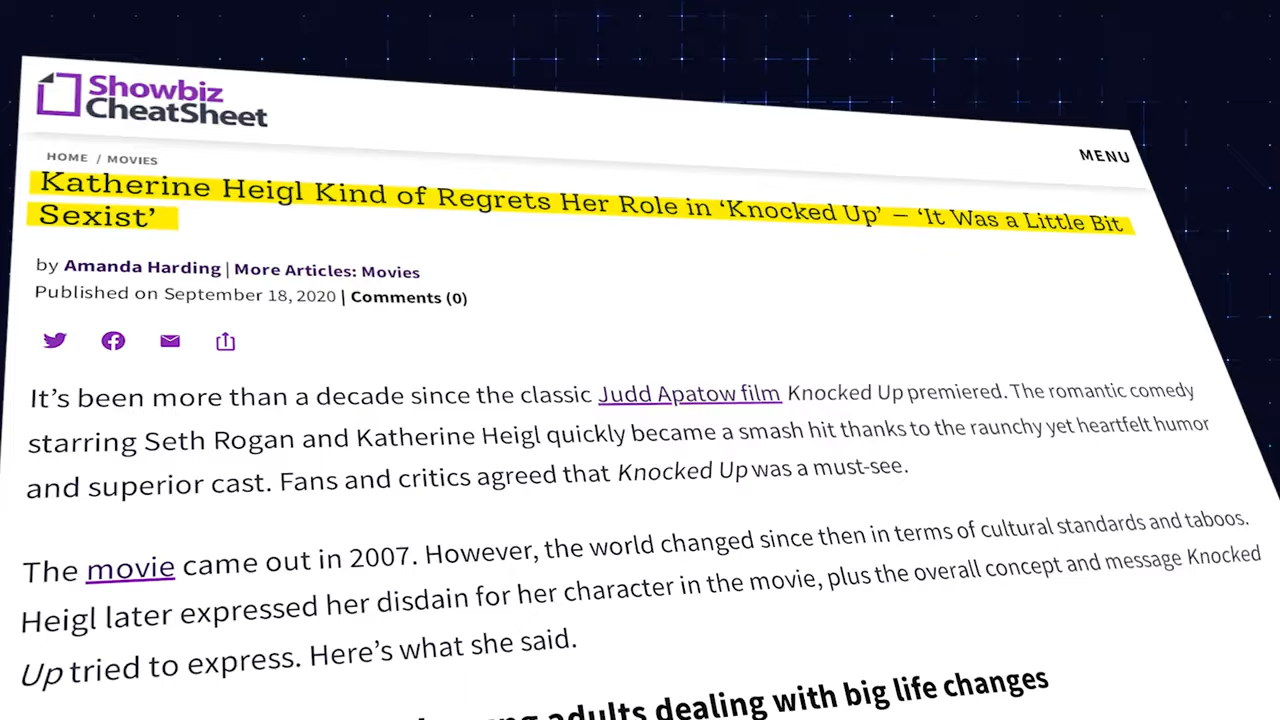 Showbiz
CheatSheet
MENU
HOME / MOVIES
Katherine Heigl Kind of Regrets Her Role in ‘Knocked Up’ – ‘It Was a Little Bit
Sexist’
by Amanda Harding | More Articles: Movies
Published on September 18, 2020 | Comments (0)
It’s been more than a decade since the classic Judd Apatow film Knocked Up premiered. The romantic comedy
starring Seth Rogan and Katherine Heigl quickly became a smash hit thanks to the raunchy yet heartfelt humor
and superior cast. Fans and critics agreed that Knocked Up was a must-see.
The movie came out in 2007. However, the world changed since then in terms of cultural standards and taboos.
Heigl later expressed her disdain for her character in the movie, plus the overall concept and message Knocked
Up tried to express. Here’s what she said.
adults dealing with big life changes